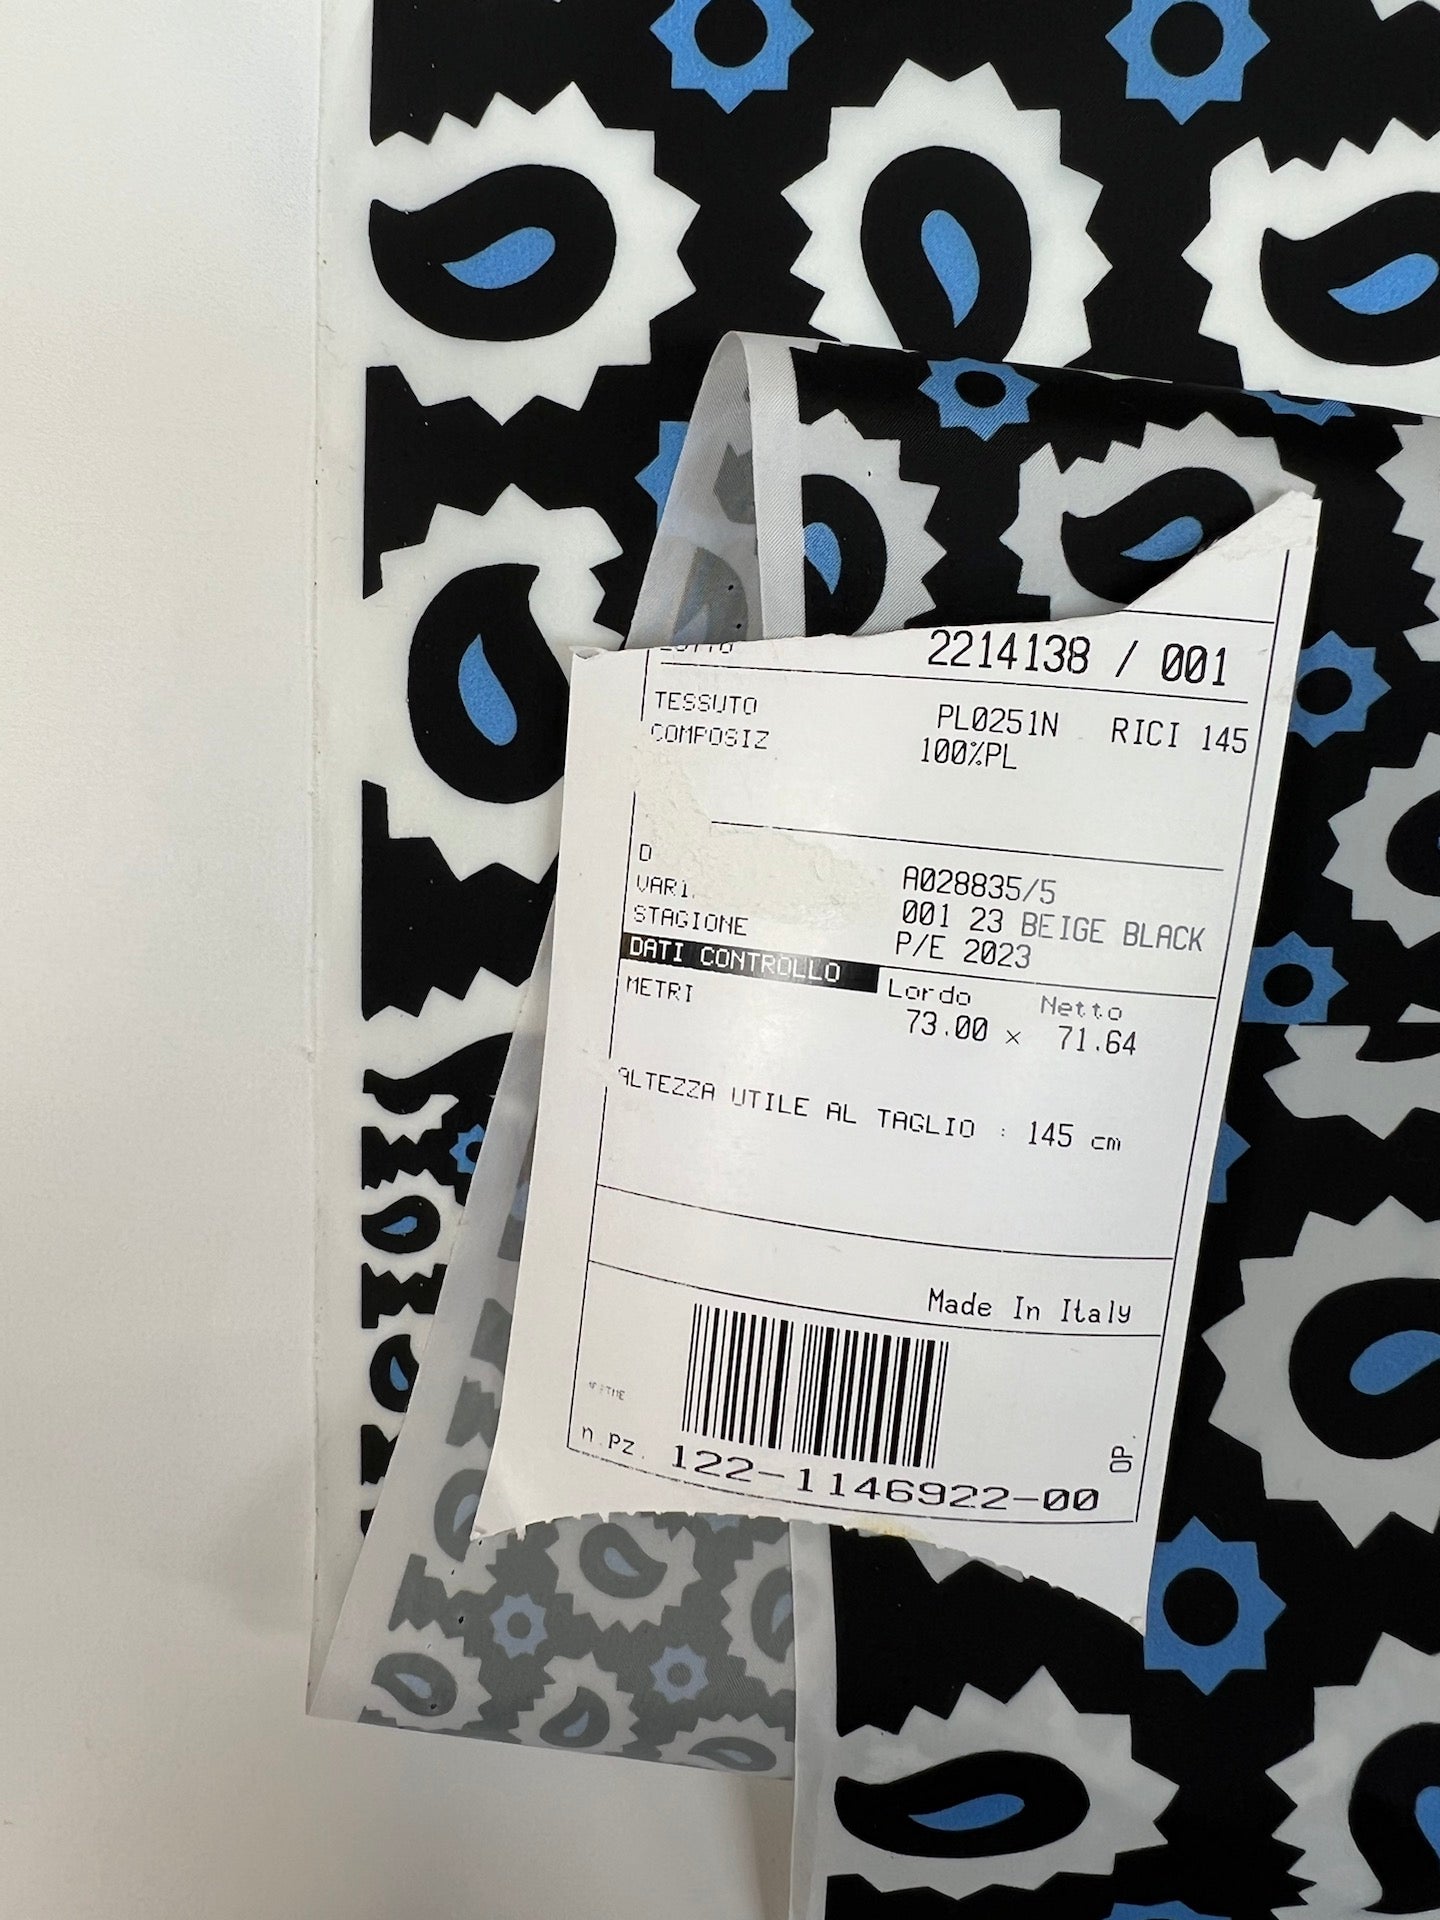 2214138 / 001
TESSUTO PL0251N RICI 145
COMPOSIZ 100%PL
D A028835/5
VARI 001 23 BEIGE BLACK
STAGIONE P/E 2023
DATI CONTROLLO Lordo Netto
METRI 73.00 × 71.64
ALTEZZA UTILE AL TAGLIO : 145 cm
Made In Italy
n.pz. 122-1146922-00
OP.